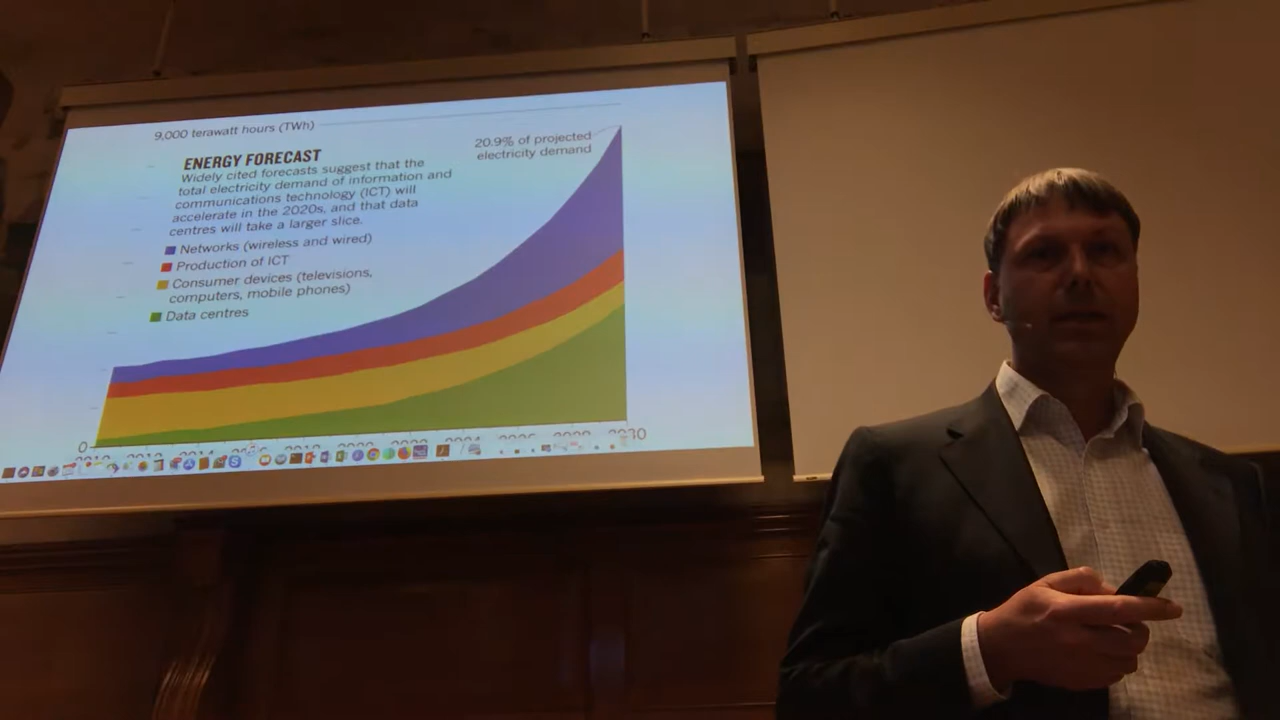 9,000 terawatt hours (TWh)
20.9% of projected
electricity demand
ENERGY FORECAST
Widely cited forecasts suggest that the
total electricity demand of information and
communications technology (ICT) will
accelerate in the 2020s, and that data
centres will take a larger slice.
Networks (wireless and wired)
Production of ICT
Consumer devices (televisions,
computers, mobile phones)
Data centres
0
2030